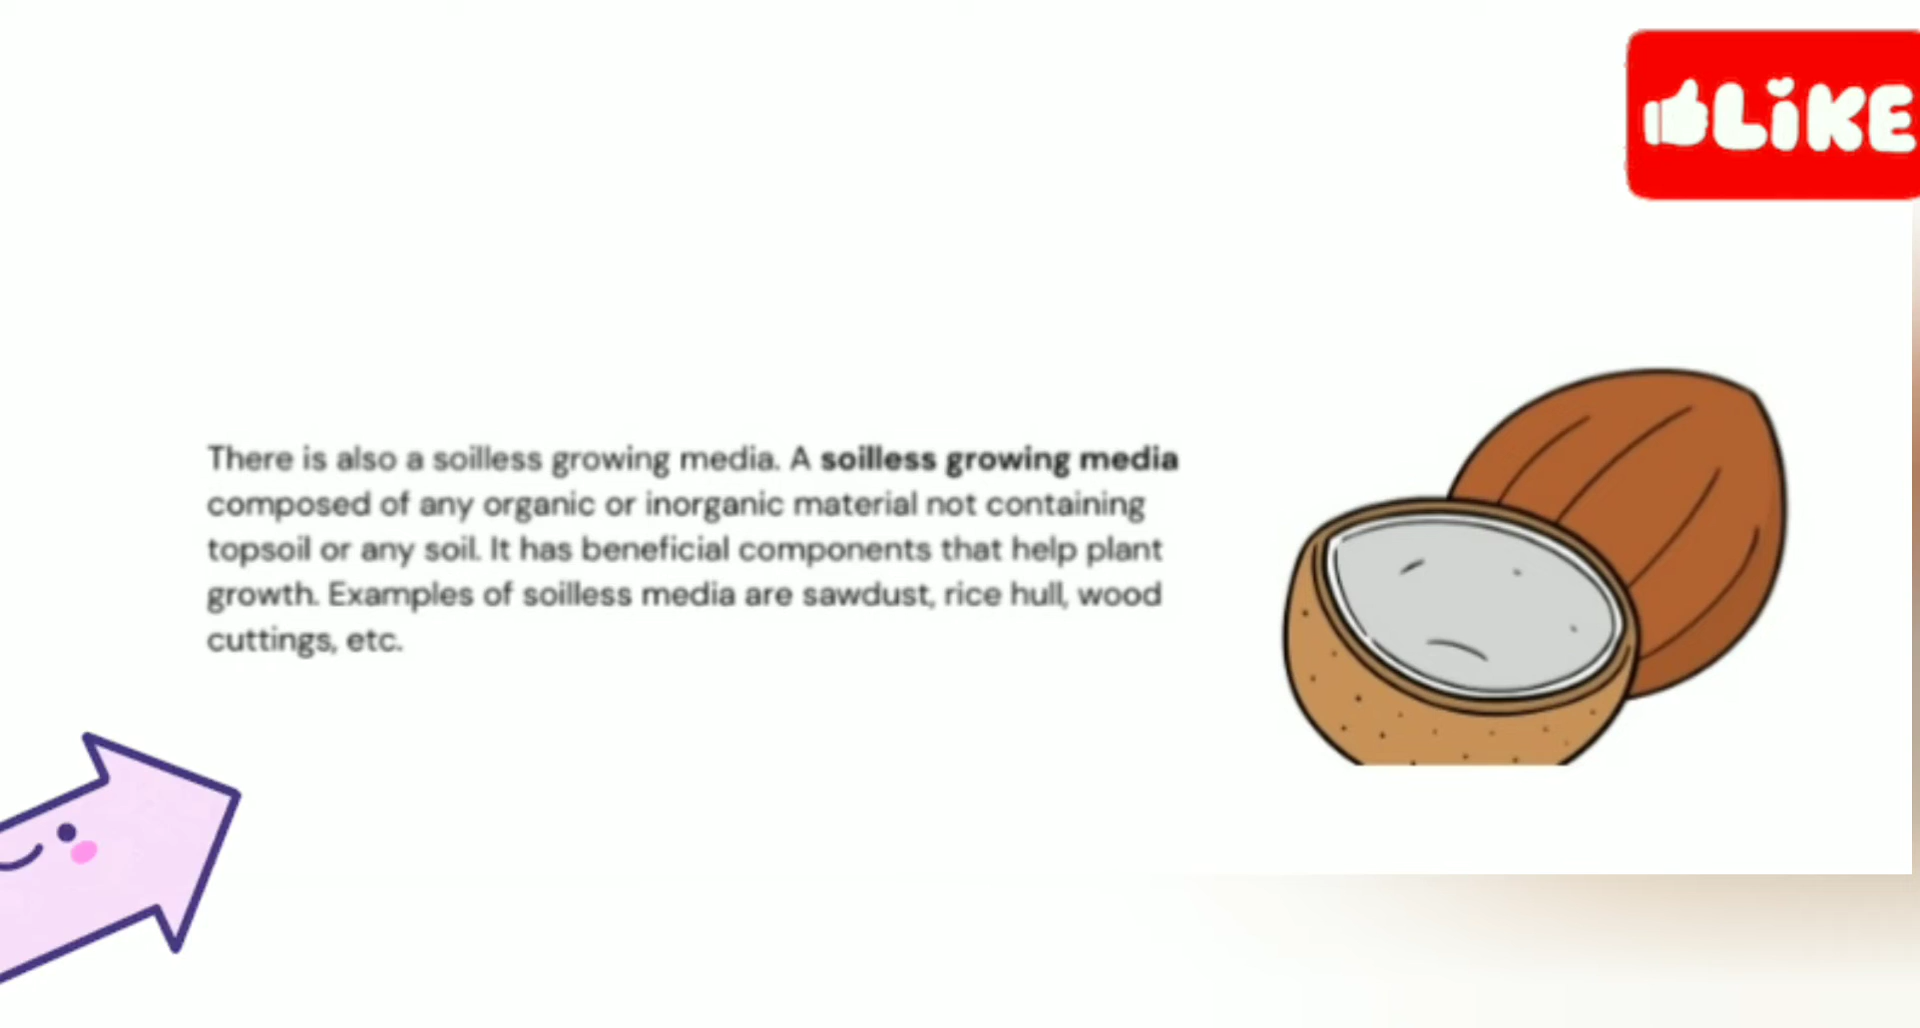 LiKE
There is also a soilless growing media. A soilless growing media
composed of any organic or inorganic material not containing
topsoil or any soil. It has beneficial components that help plant
growth. Examples of soilless media are sawdust, rice hull, wood
cuttings, etc.